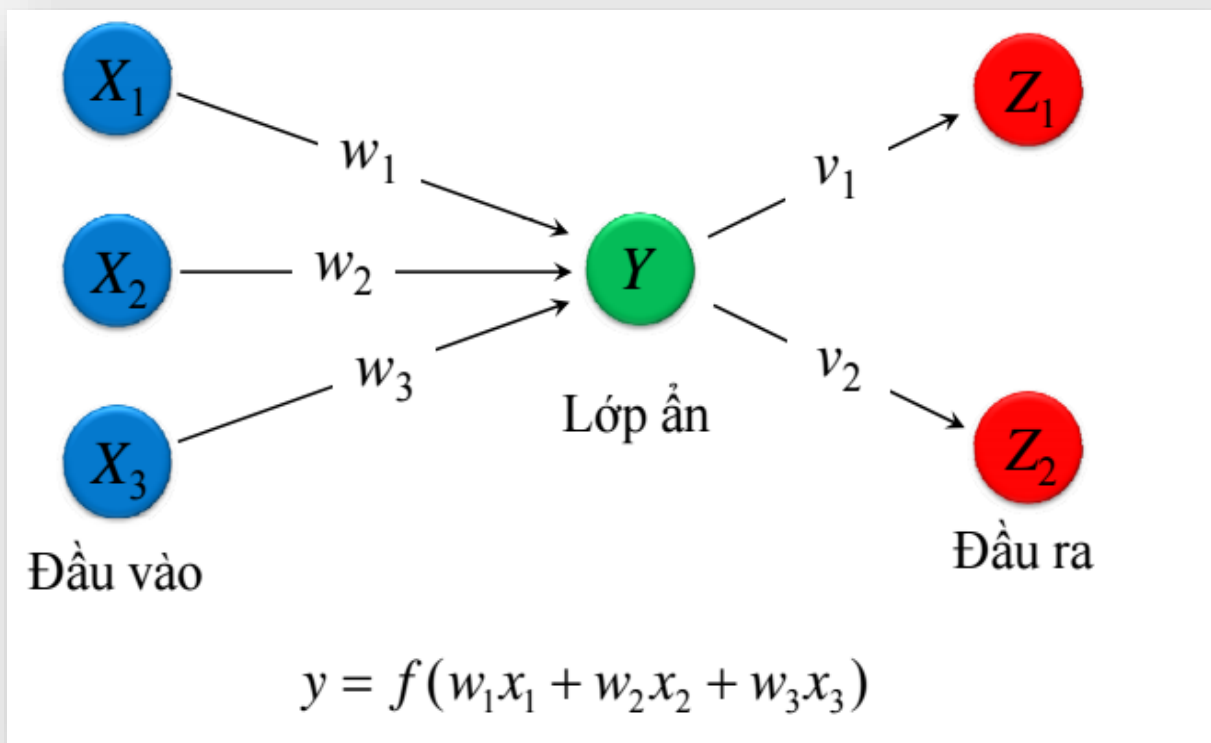 X₁
w₁
X₂
w₂
X₃
w₃
Y
Lớp ẩn
v₁
v₂
Z₁
Z₂
Đầu vào
Đầu ra
y = f(w₁x₁ + w₂x₂ + w₃x₃)